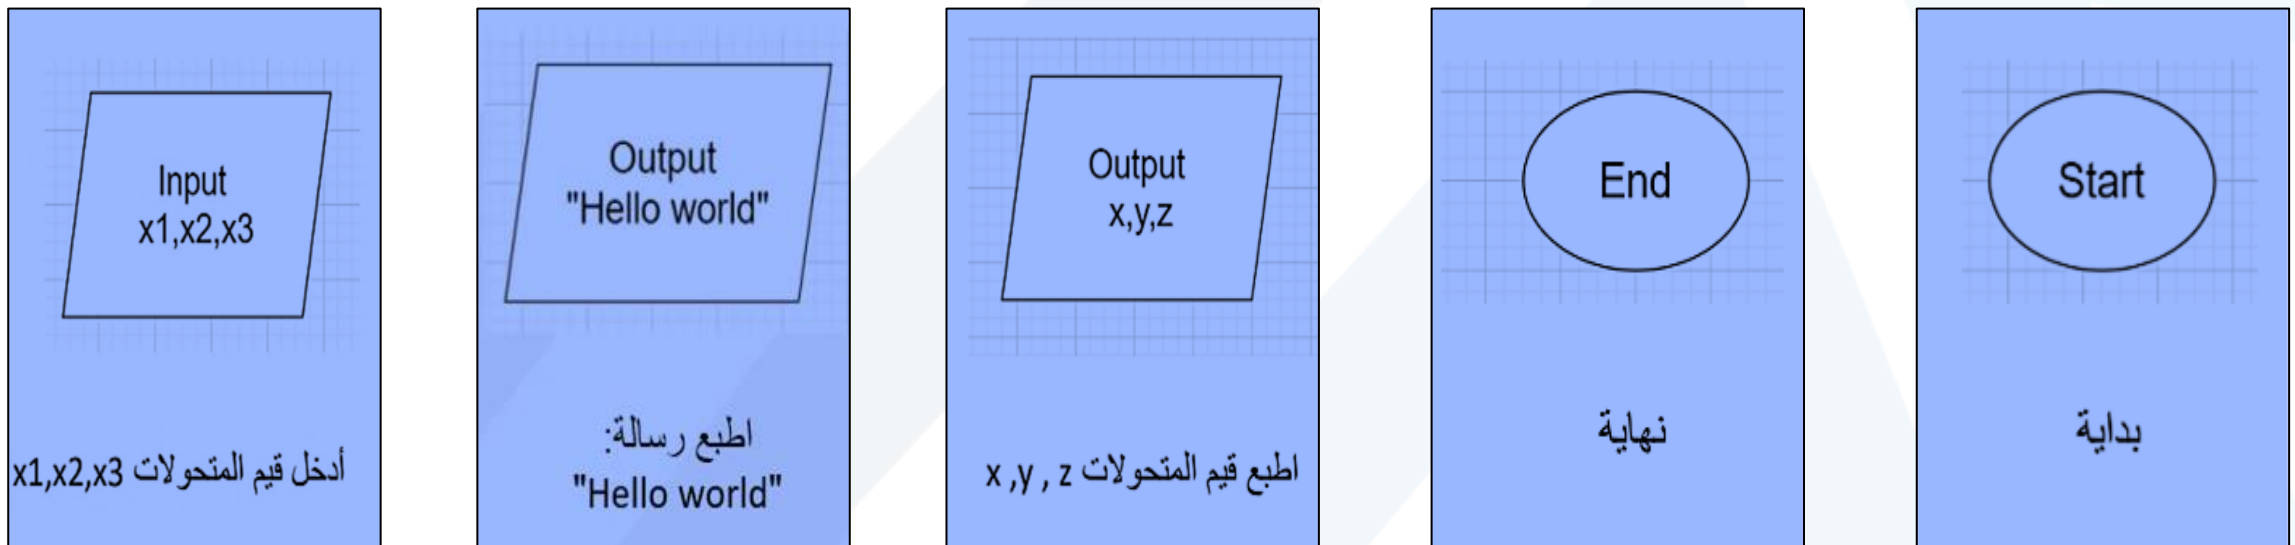 Start
بداية
End
نهاية
Output
x,y,z
اطبع قيم المتحولات x ,y , z
Output
"Hello world"
اطبع رسالة:
"Hello world"
Input
x1,x2,x3
أدخل قيم المتحولات x1,x2,x3